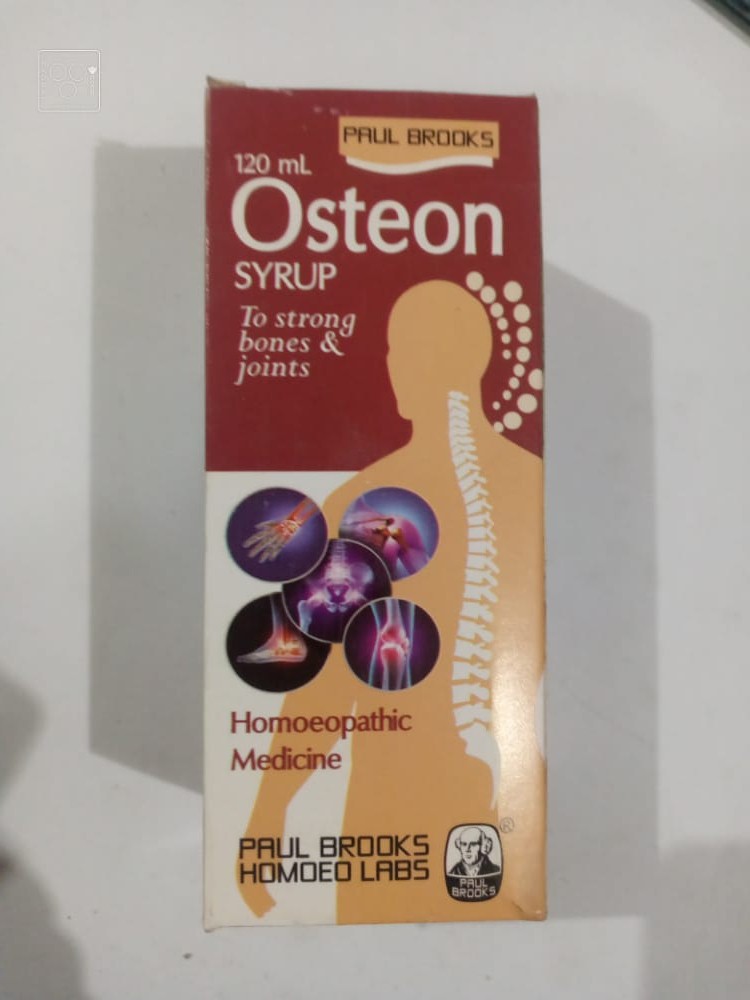 PAUL BROOKS
120 mL
Osteon
SYRUP
To strong
bones &
joints
Homoeopathic
Medicine
PAUL BROOKS
HOMOEO LABS
®
PAUL
BROOKS